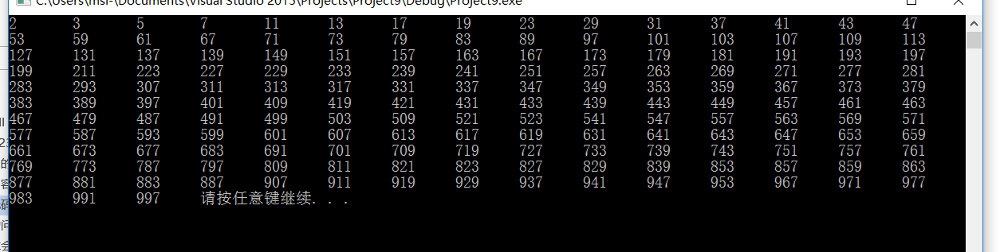 C:\Users\msi-\Documents\Visual Studio 2015\Projects\Project9\Debug\Project9.exe
2 3 5 7 11 13 17 19 23 29 31 37 41 43 47
53 59 61 67 71 73 79 83 89 97 101 103 107 109 113
127 131 137 139 149 151 157 163 167 173 179 181 191 193 197
199 211 223 227 229 233 239 241 251 257 263 269 271 277 281
283 293 307 311 313 317 331 337 347 349 353 359 367 373 379
383 389 397 401 409 419 421 431 433 439 443 449 457 461 463
467 479 487 491 499 503 509 521 523 541 547 557 563 569 571
577 587 593 599 601 607 613 617 619 631 641 643 647 653 659
661 673 677 683 691 701 709 719 727 733 739 743 751 757 761
769 773 787 797 809 811 821 823 827 829 839 853 857 859 863
877 881 883 887 907 911 919 929 937 941 947 953 967 971 977
983 991 997 请按任意键继续. . .